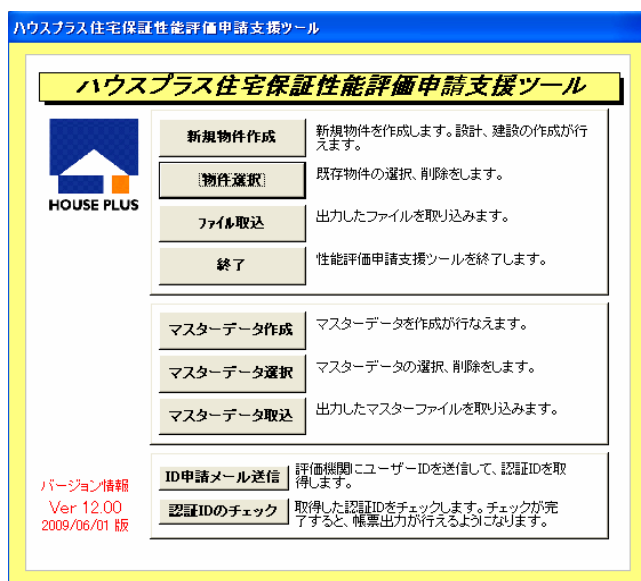 ハウスプラス住宅保証性能評価申請支援ツール
ハウスプラス住宅保証性能評価申請支援ツール
HOUSE PLUS
新規物件作成
新規物件を作成します。設計、建設の作成が行
えます。
物件選択
既存物件の選択、削除をします。
ファイル取込
出力したファイルを取り込みます。
終了
性能評価申請支援ツールを終了します。
マスターデータ作成
マスターデータを作成が行なえます。
マスターデータ選択
マスターデータの選択、削除をします。
マスターデータ取込
出力したマスターファイルを取り込みます。
ID申請メール送信
評価機関にユーザーIDを送信して、認証IDを取
得します。
認証IDのチェック
取得した認証IDをチェックします。チェックが完
了すると、帳票出力が行えるようになります。
バージョン情報
Ver 12.00
2009/06/01 版